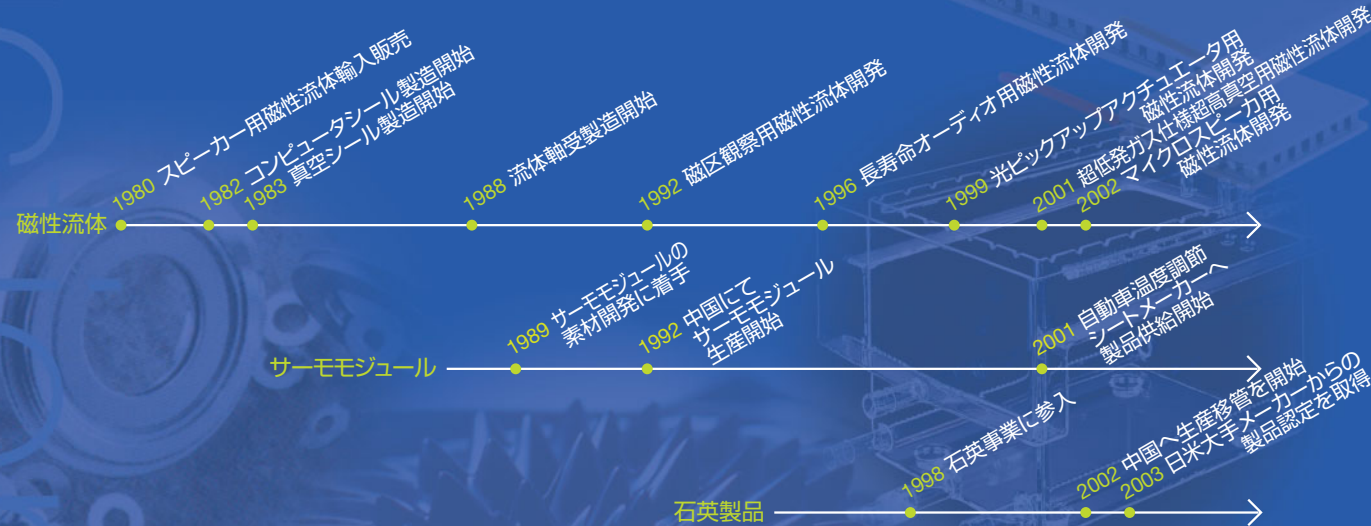 磁性流体
1980 スピーカー用磁性流体輸入販売
1982 コンピュータシール製造開始
1983 真空シール製造開始
1988 流体軸受製造開始
1992 磁区観察用磁性流体開発
1996 長寿命オーディオ用磁性流体開発
1999 光ピックアップアクチュエータ用
磁性流体開発
2001 超低発ガス仕様超高真空用磁性流体開発
2002 マイクロスピーカ用
磁性流体開発
サーモモジュール
1989 サーモモジュールの
素材開発に着手
1992 中国にて
サーモモジュール
生産開始
2001 自動車温度調節
シートメーカーへ
製品供給開始
石英製品
1998 石英事業に参入
2002 中国へ生産移管を開始
2003 日米大手メーカーからの
製品認定を取得